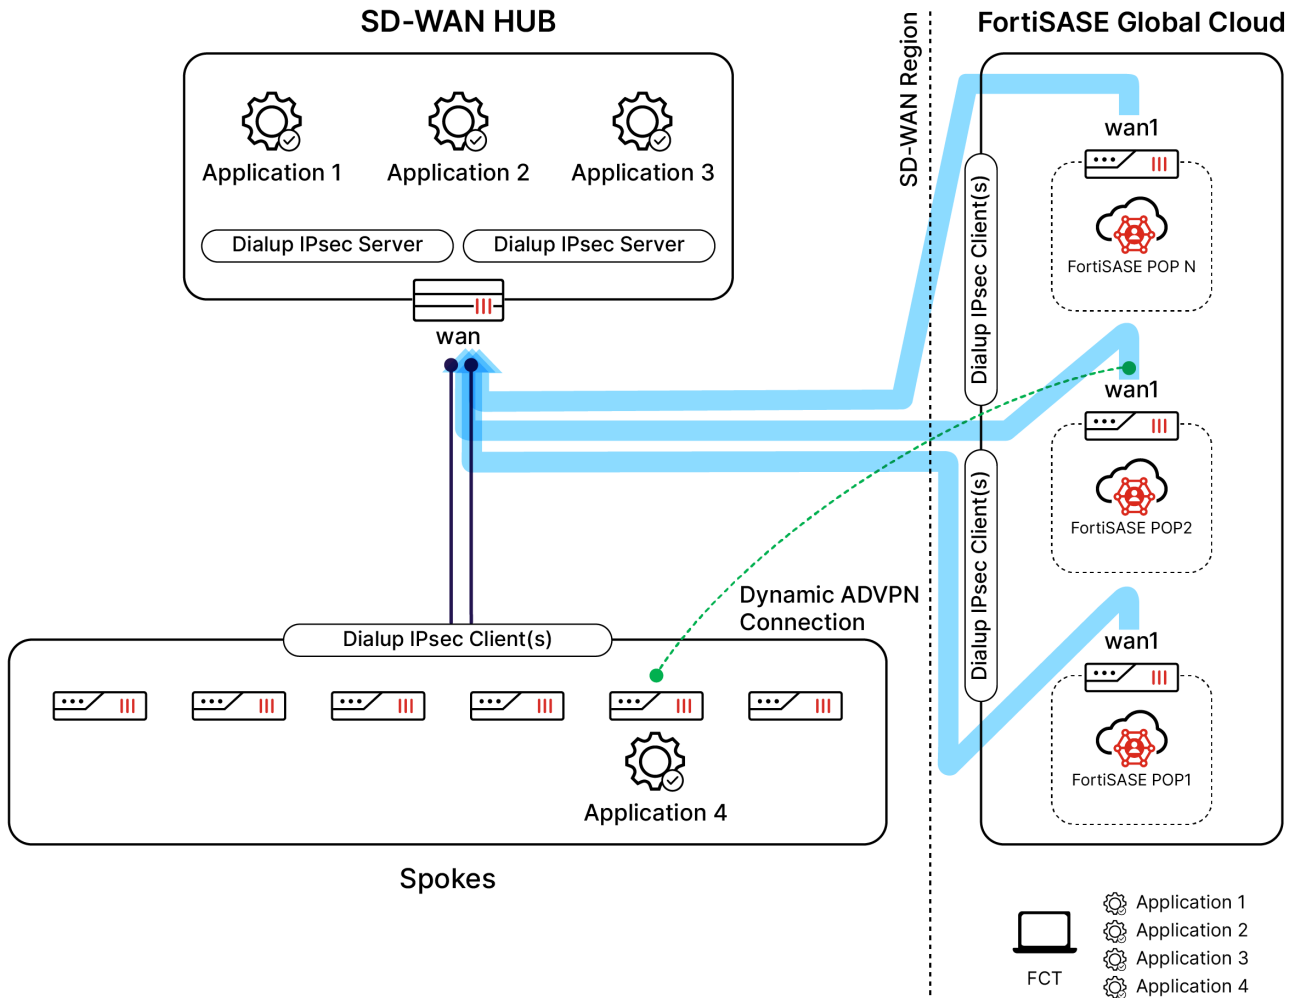 SD-WAN HUB
FortiSASE Global Cloud
SD-WAN Region
Application 1
Application 2
Application 3
Dialup IPsec Server
Dialup IPsec Server
wan
wan1
FortiSASE POP N
Dialup IPsec Client(s)
wan1
FortiSASE POP2
Dialup IPsec Client(s)
Dynamic ADVPN
Connection
wan1
FortiSASE POP1
Dialup IPsec Client(s)
Application 4
Spokes
FCT
Application 1
Application 2
Application 3
Application 4